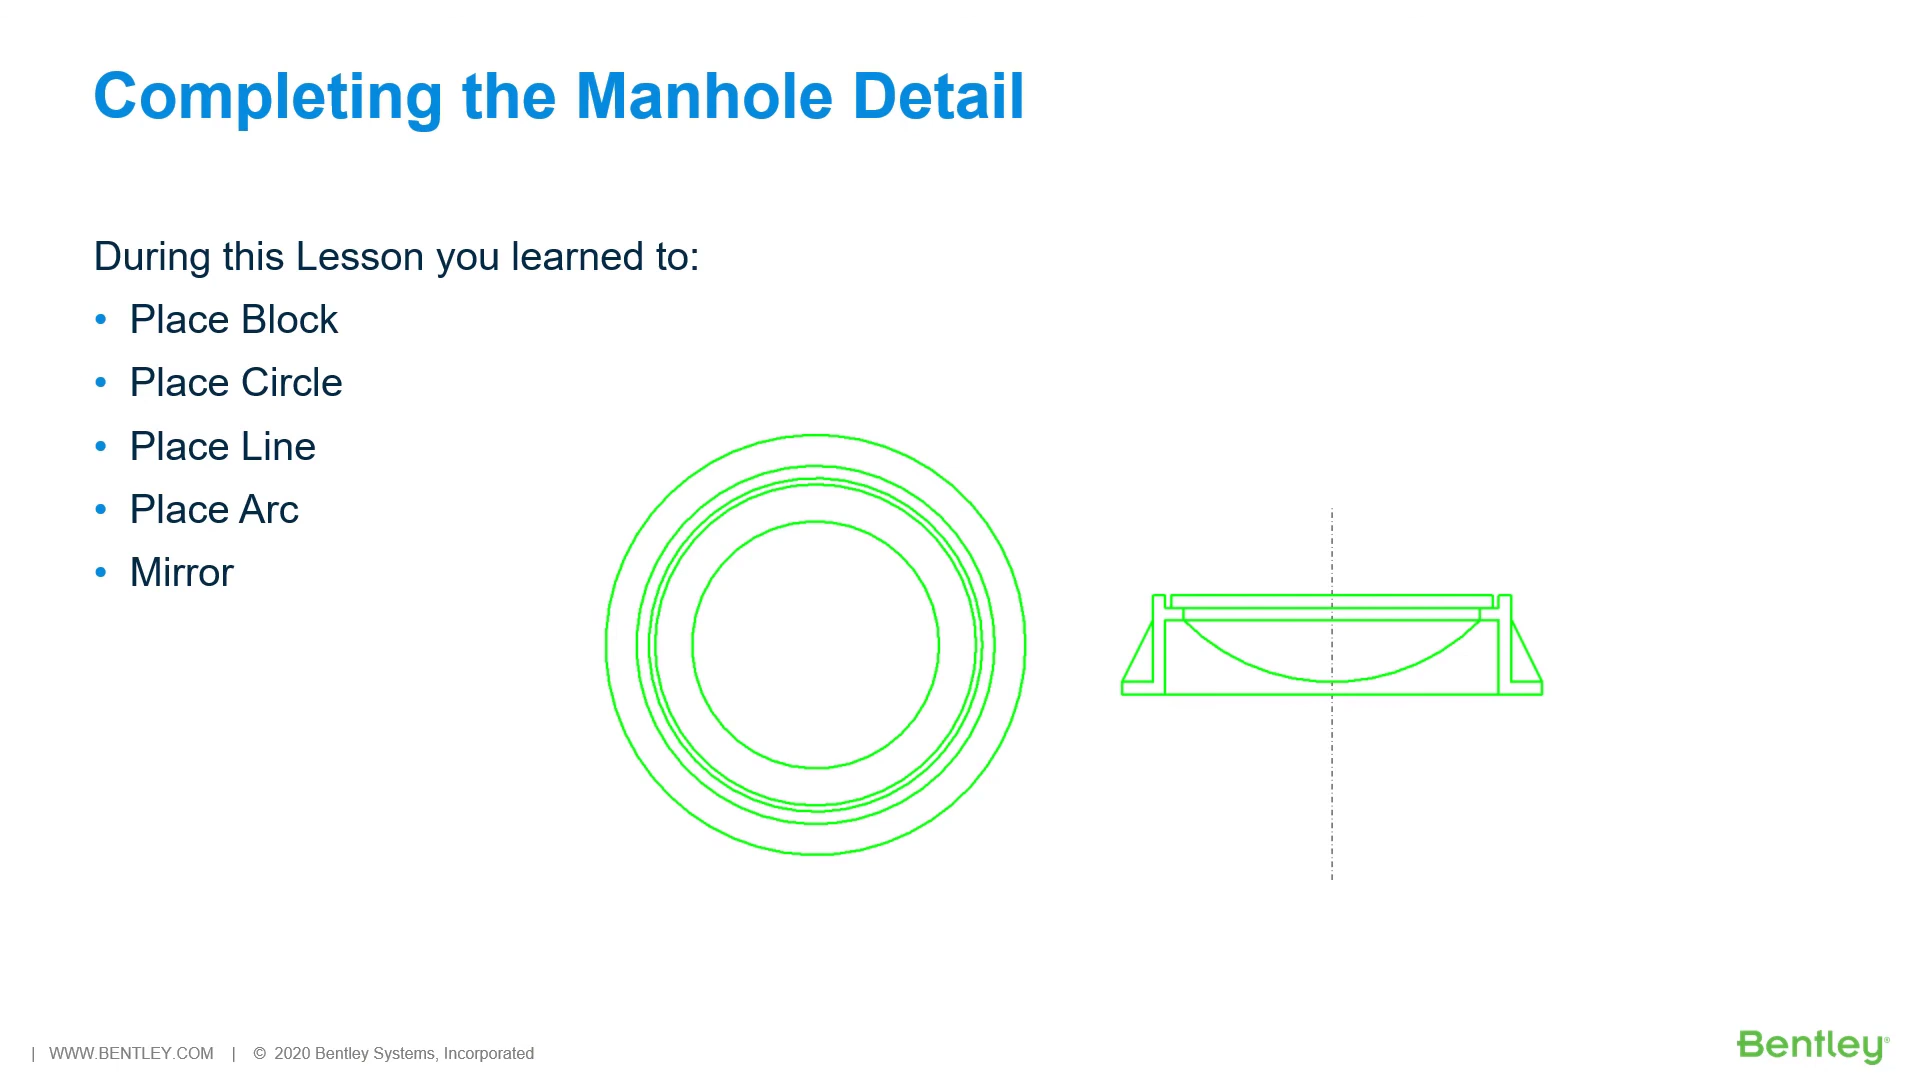 Completing the Manhole Detail
During this Lesson you learned to:
• Place Block
• Place Circle
• Place Line
• Place Arc
• Mirror
| WWW.BENTLEY.COM | © 2020 Bentley Systems, Incorporated
Bentley®